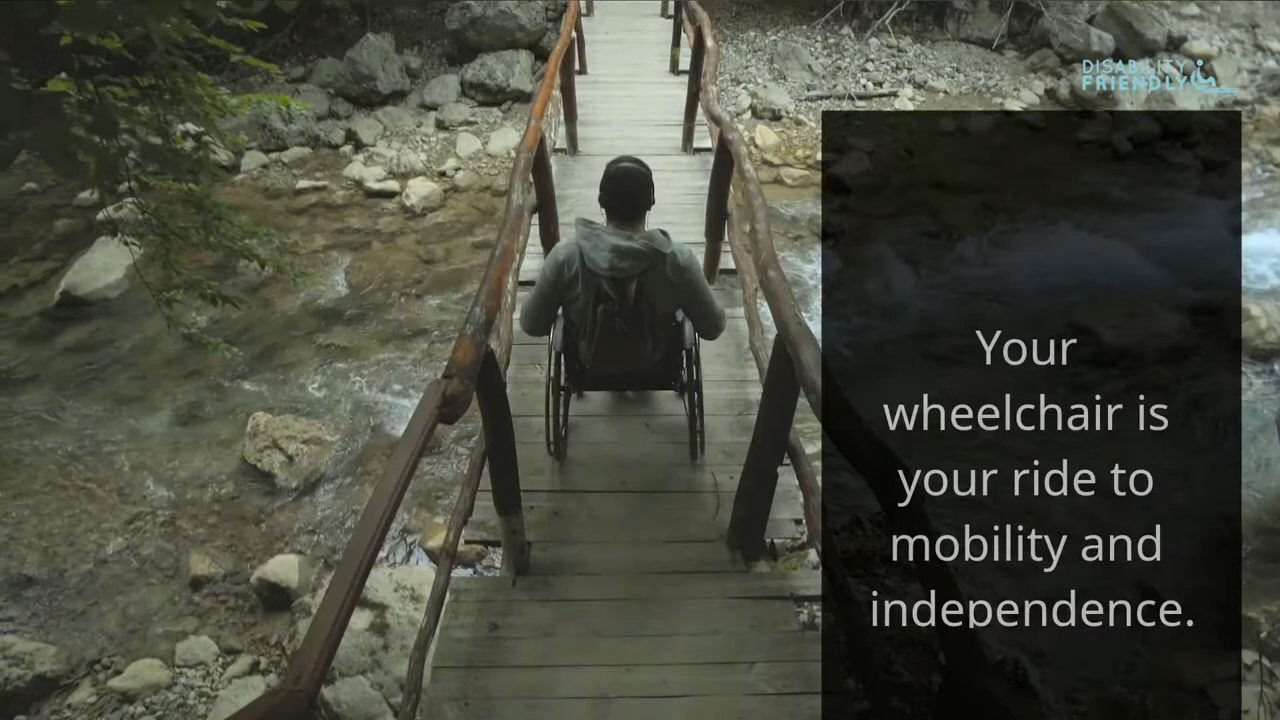 DISABILITY
FRIENDLY
Your
wheelchair is
your ride to
mobility and
independence.